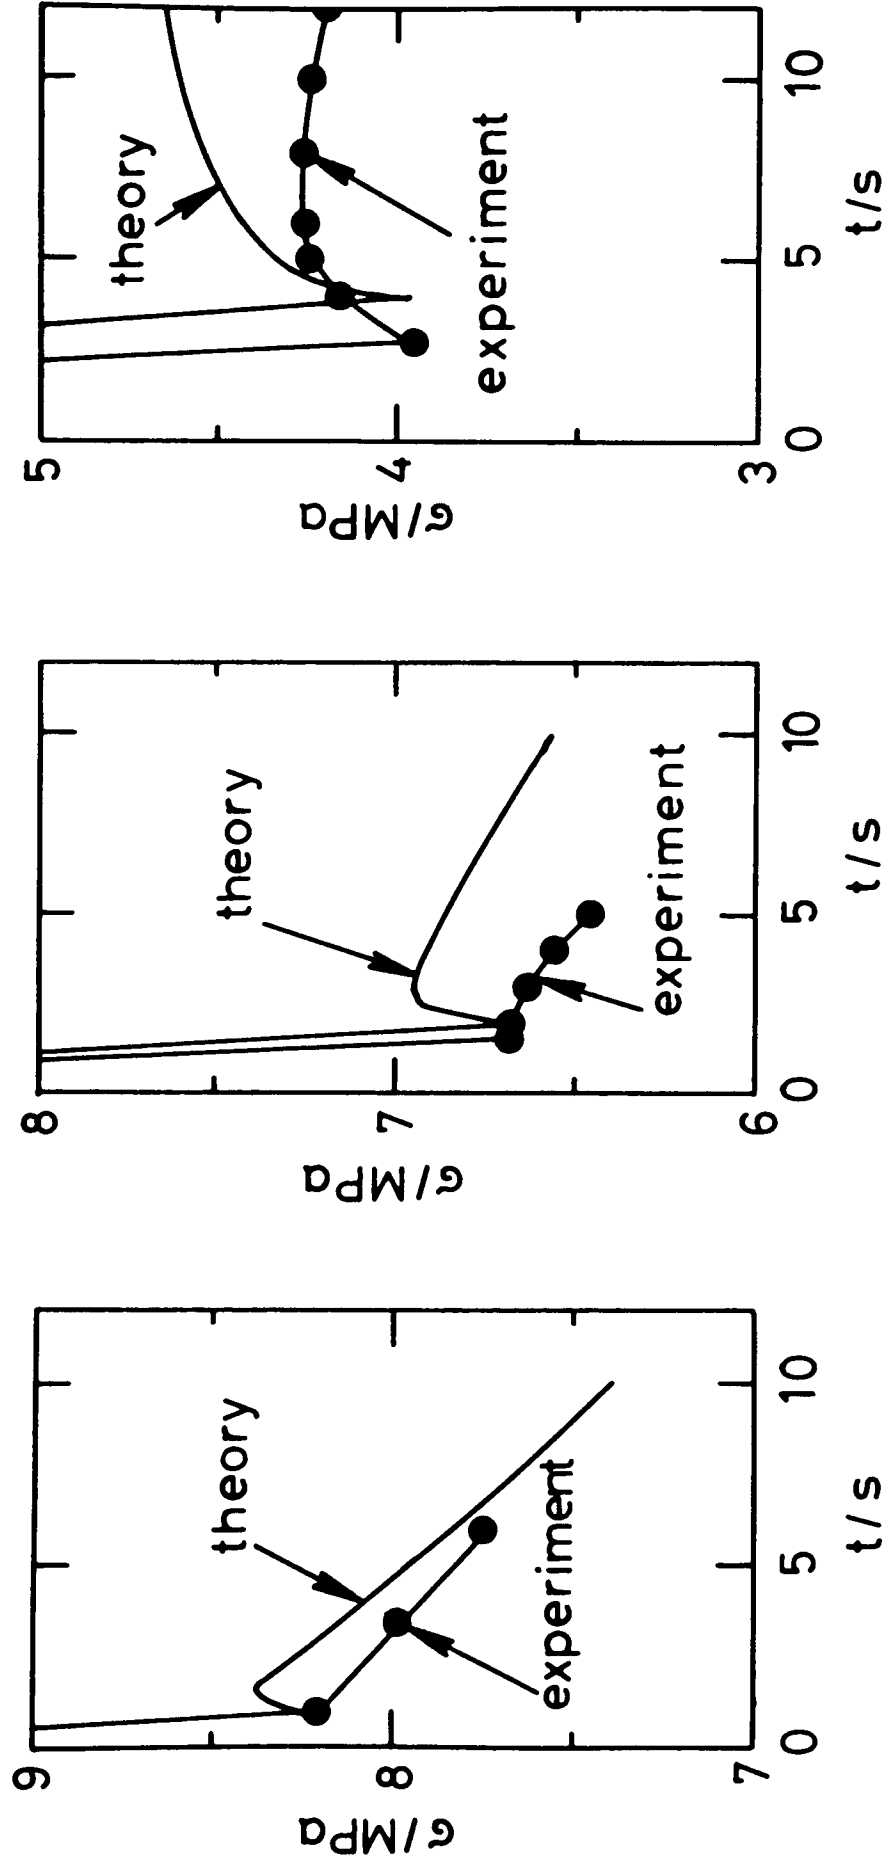 σ/MPa
9
8
7
theory
experiment
0 5 10
t/s
σ/MPa
8
7
6
theory
experiment
0 5 10
t/s
σ/MPa
5
4
3
theory
experiment
0 5 10
t/s